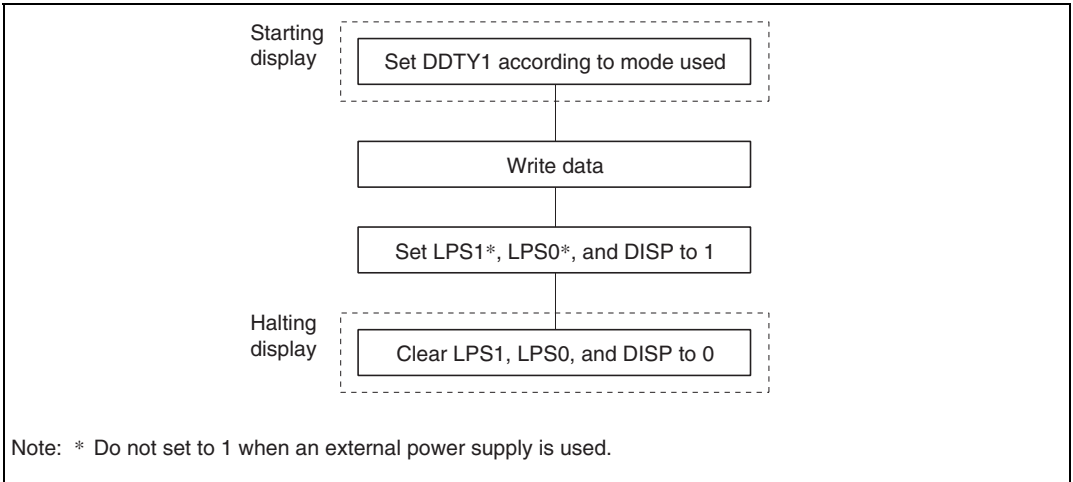 Starting
display
Set DDTY1 according to mode used
Write data
Set LPS1*, LPS0*, and DISP to 1
Halting
display
Clear LPS1, LPS0, and DISP to 0
Note: * Do not set to 1 when an external power supply is used.